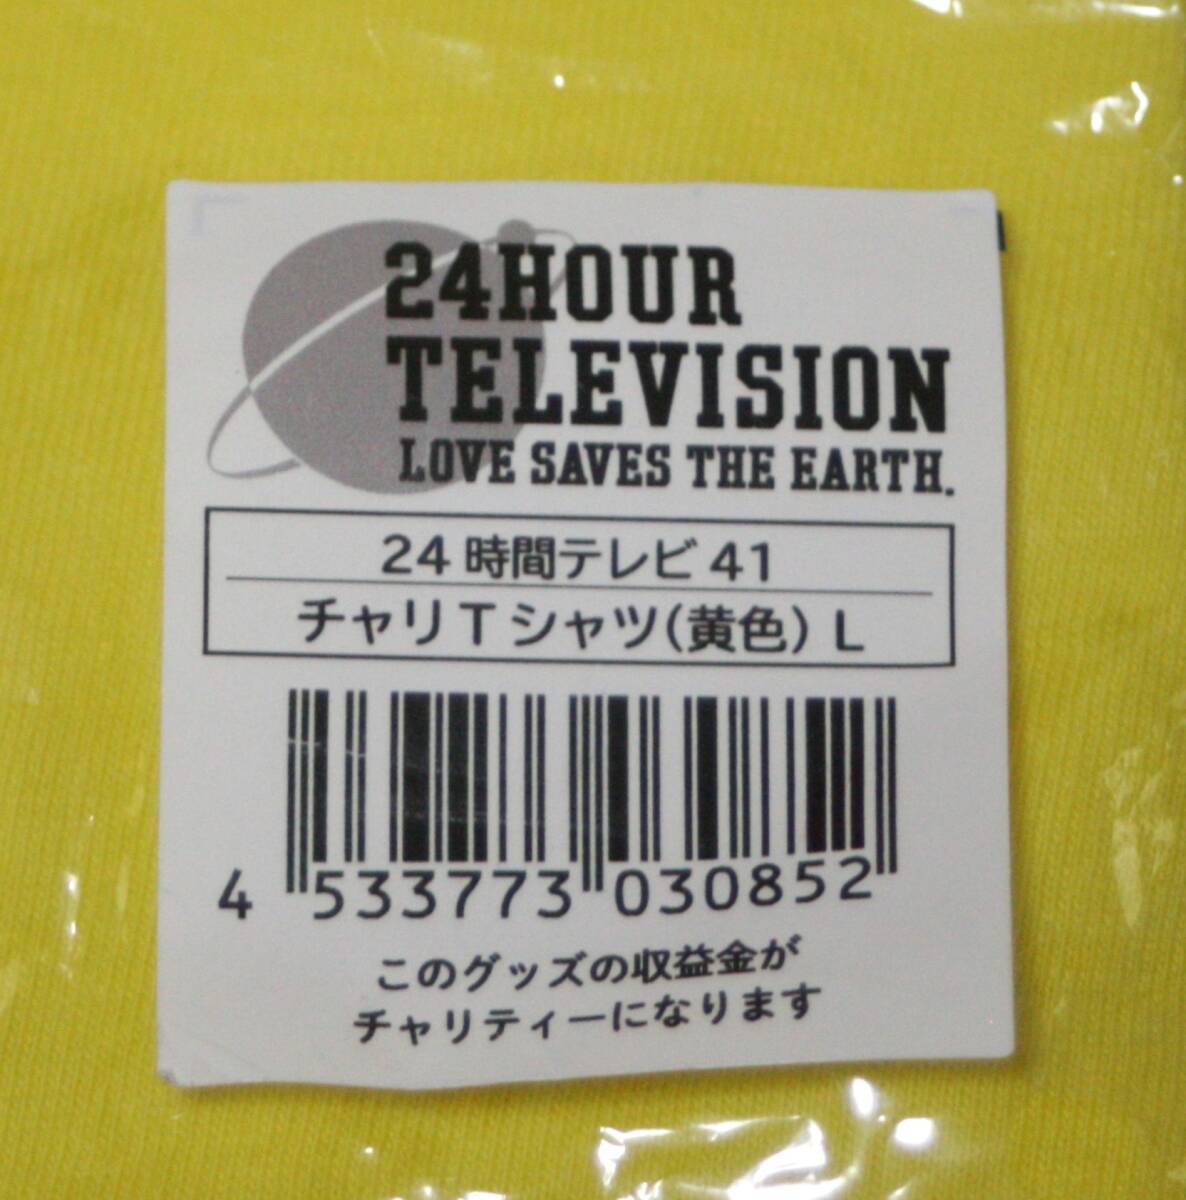 24HOUR
TELEVISION
LOVE SAVES THE EARTH.
24時間テレビ41
チャリTシャツ(黄色) L
4 533773 030852
このグッズの収益金が
チャリティーになります